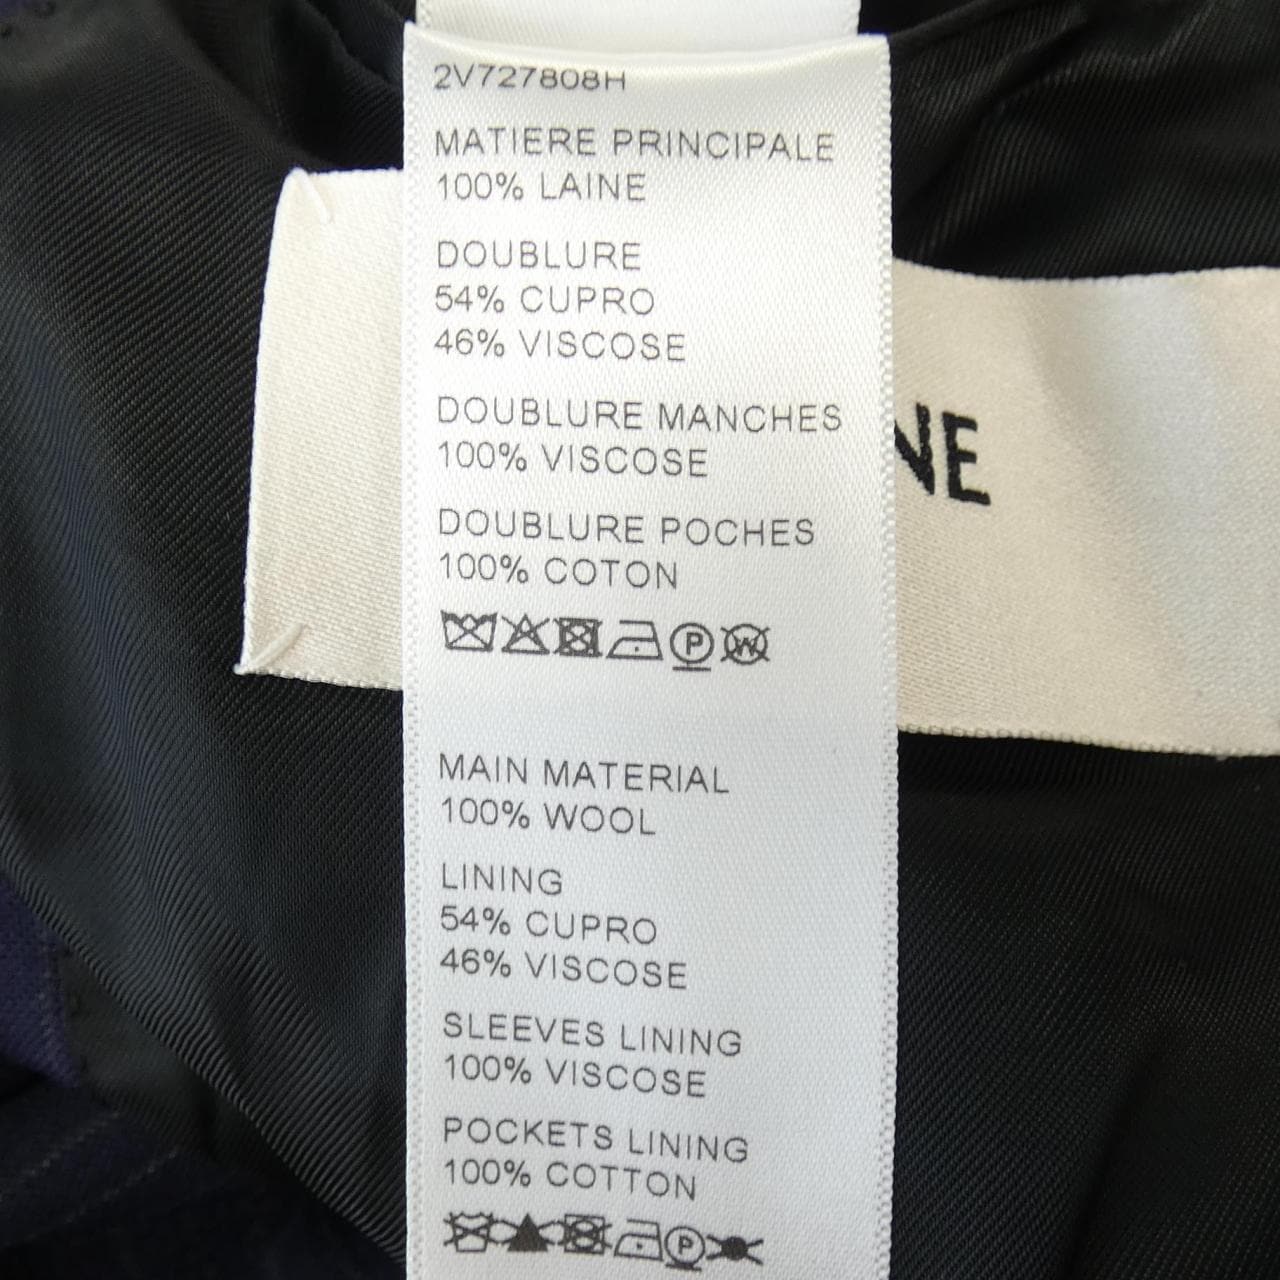 2V727808H
MATIERE PRINCIPALE
100% LAINE
DOUBLURE
54% CUPRO
46% VISCOSE
DOUBLURE MANCHES
100% VISCOSE
DOUBLURE POCHES
100% COTON
P W
MAIN MATERIAL
100% WOOL
LINING
54% CUPRO
46% VISCOSE
SLEEVES LINING
100% VISCOSE
POCKETS LINING
100% COTTON
P
NE